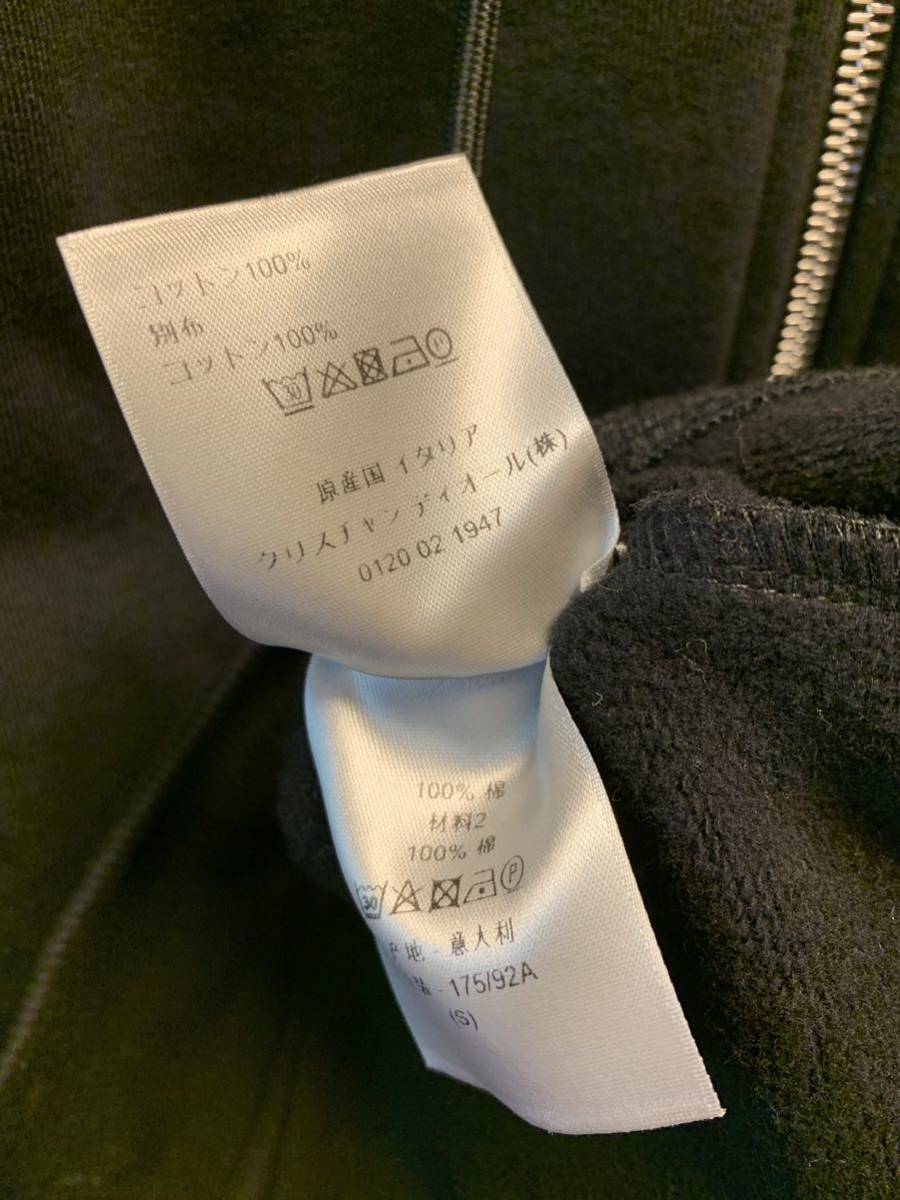 コットン100%
別布
コットン100%
30 P
原産国 イタリア
クリスチャンディオール(株)
0120 02 1947
100% 棉
材料2
100% 棉
30 P
产地 - 意大利
- 175/92A
(S)